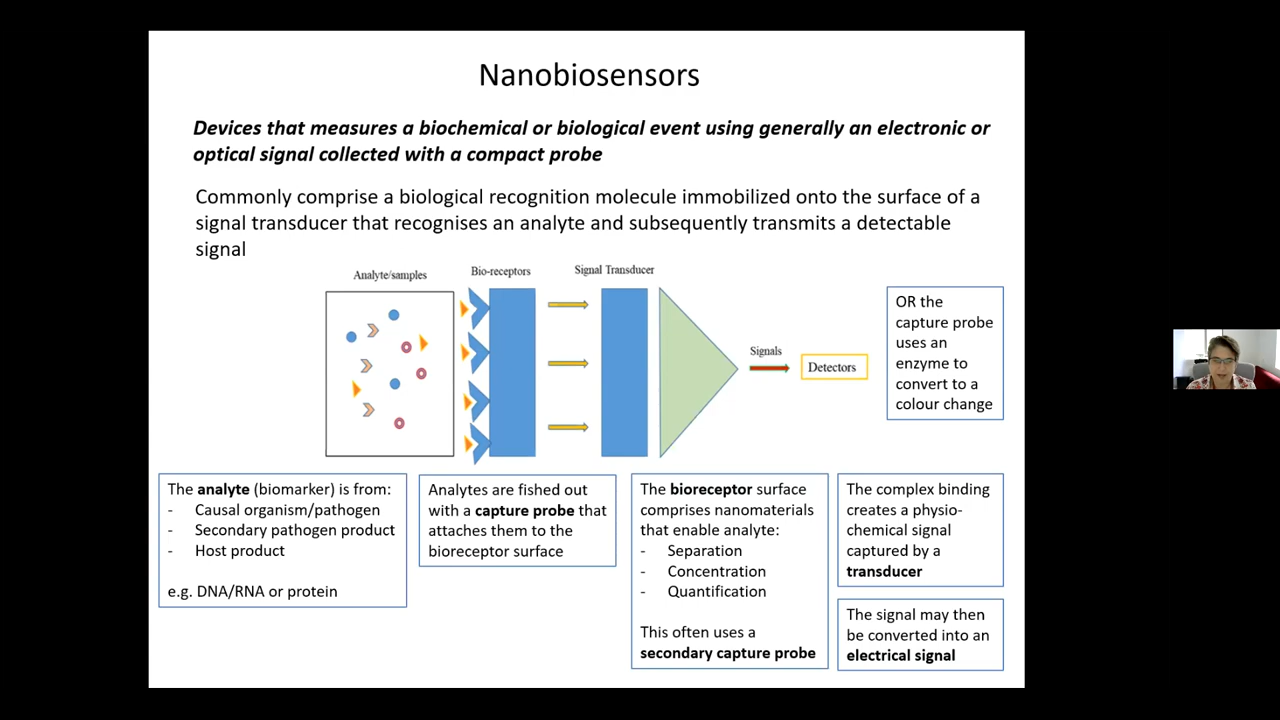 Nanobiosensors
Devices that measures a biochemical or biological event using generally an electronic or
optical signal collected with a compact probe
Commonly comprise a biological recognition molecule immobilized onto the surface of a
signal transducer that recognises an analyte and subsequently transmits a detectable
signal
Analyte/samples
Bio-receptors
Signal Transducer
Signals
Detectors
OR the
capture probe
uses an
enzyme to
convert to a
colour change
The analyte (biomarker) is from:
- Causal organism/pathogen
- Secondary pathogen product
- Host product
e.g. DNA/RNA or protein
Analytes are fished out
with a capture probe that
attaches them to the
bioreceptor surface
The bioreceptor surface
comprises nanomaterials
that enable analyte:
- Separation
- Concentration
- Quantification
This often uses a
secondary capture probe
The complex binding
creates a physio-
chemical signal
captured by a
transducer
The signal may then
be converted into an
electrical signal